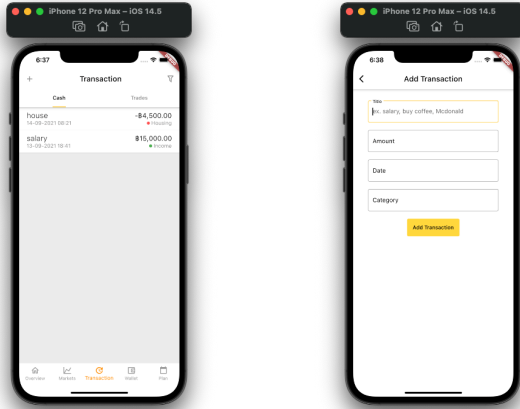 iPhone 12 Pro Max – iOS 14.5
6:37
Transaction
Cash
Trades
house
-฿4,500.00
14-09-2021 06:21
Housing
salary
฿15,000.00
13-09-2021 16:41
Income
Overview
Markets
Transaction
Wallet
Plan
iPhone 12 Pro Max – iOS 14.5
6:38
Add Transaction
Title
ex. salary, buy coffee, Mcdonald
Amount
Date
Category
Add Transaction